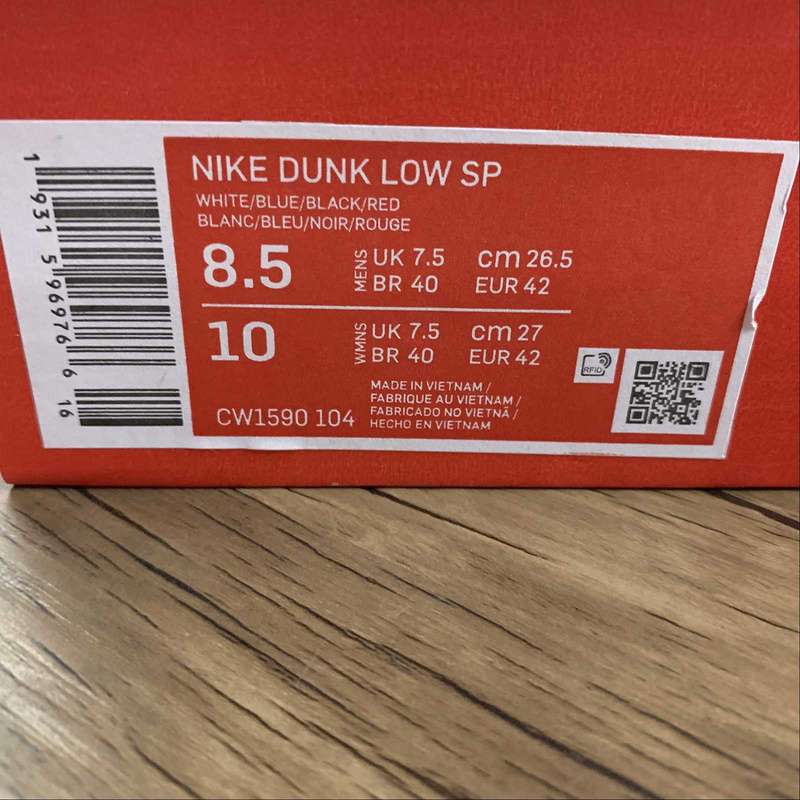 1 931 5 96976 6 16
NIKE DUNK LOW SP
WHITE/BLUE/BLACK/RED
BLANC/BLEU/NOIR/ROUGE
8.5
MENS
UK 7.5 cm 26.5
BR 40 EUR 42
10
WMNS
UK 7.5 cm 27
BR 40 EUR 42
RFID
CW1590 104
MADE IN VIETNAM /
FABRIQUE AU VIETNAM /
FABRICADO NO VIETNÃ /
HECHO EN VIETNAM